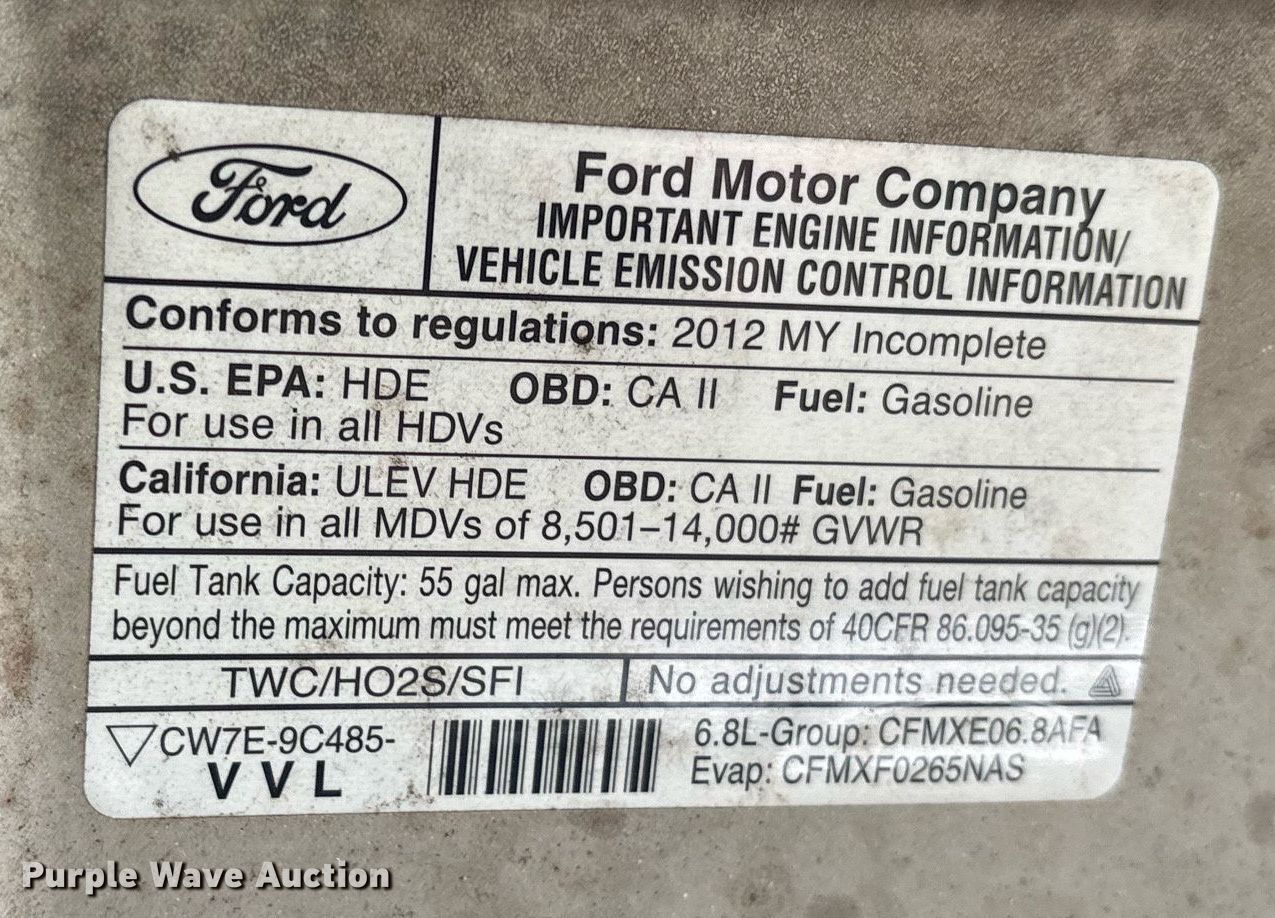 Ford
Ford Motor Company
IMPORTANT ENGINE INFORMATION/
VEHICLE EMISSION CONTROL INFORMATION
Conforms to regulations: 2012 MY Incomplete
U.S. EPA: HDE OBD: CA II Fuel: Gasoline
For use in all HDVs
California: ULEV HDE OBD: CA II Fuel: Gasoline
For use in all MDVs of 8,501–14,000# GVWR
Fuel Tank Capacity: 55 gal max. Persons wishing to add fuel tank capacity
beyond the maximum must meet the requirements of 40CFR 86.095-35 (g)(2).
TWC/HO2S/SFI No adjustments needed.
CW7E-9C485-
VVL
6.8L-Group: CFMXE06.8AFA
Evap: CFMXF0265NAS
Purple Wave Auction